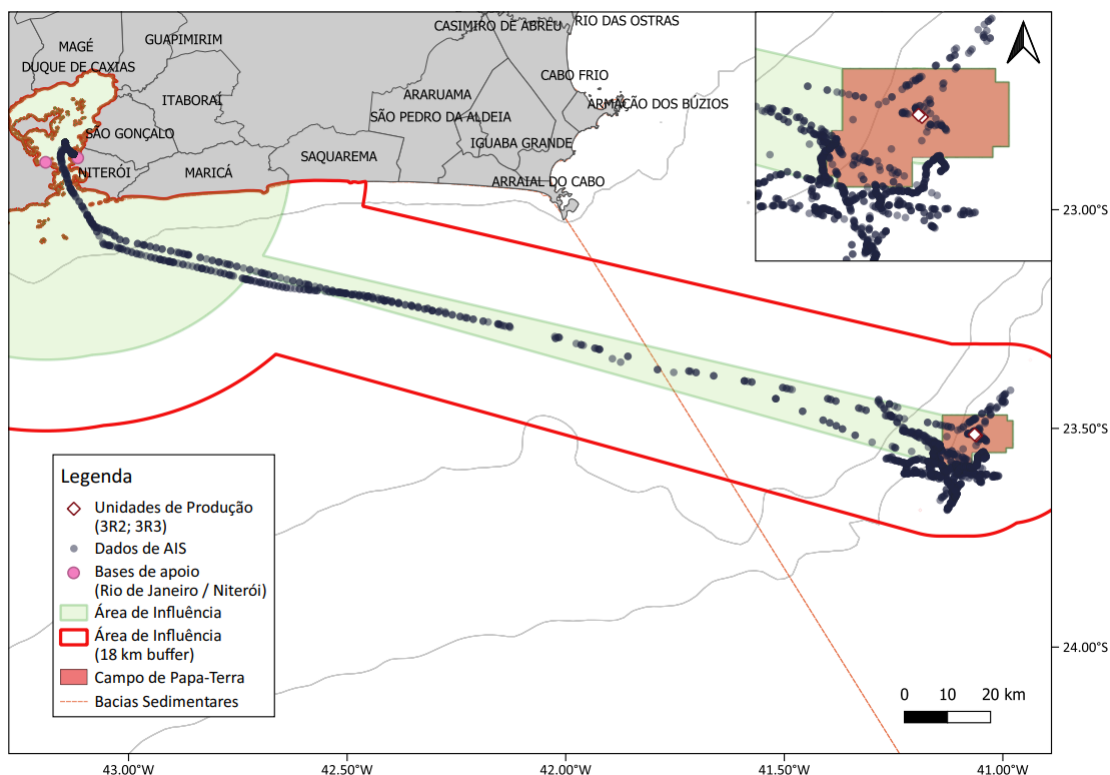 RIO DAS OSTRAS
CASIMIRO DE ABREU
GUAPIMIRIM
MAGÉ
DUQUE DE CAXIAS
CABO FRIO
ITABORAÍ
ARARUAMA
ARMAÇÃO DOS BÚZIOS
SÃO PEDRO DA ALDEIA
SÃO GONÇALO
IGUABA GRANDE
SAQUAREMA
NITERÓI
MARICÁ
ARRAIAL DO CABO
23.00°S
23.50°S
24.00°S
Legenda
Unidades de Produção
(3R2; 3R3)
Dados de AIS
Bases de apoio
(Rio de Janeiro / Niterói)
Área de Influência
Área de Influência
(18 km buffer)
Campo de Papa-Terra
Bacias Sedimentares
0 10 20 km
43.00°W 42.50°W 42.00°W 41.50°W 41.00°W